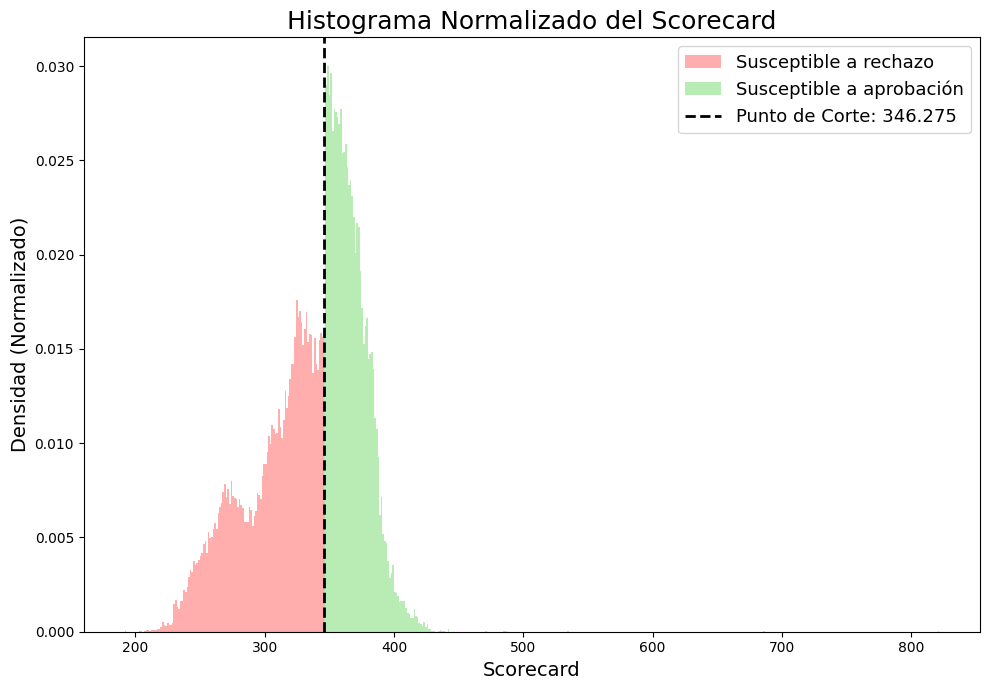 Histograma Normalizado del Scorecard
Susceptible a rechazo
Susceptible a aprobación
Punto de Corte: 346.275
Densidad (Normalizado)
0.030
0.025
0.020
0.015
0.010
0.005
0.000
200 300 400 500 600 700 800
Scorecard